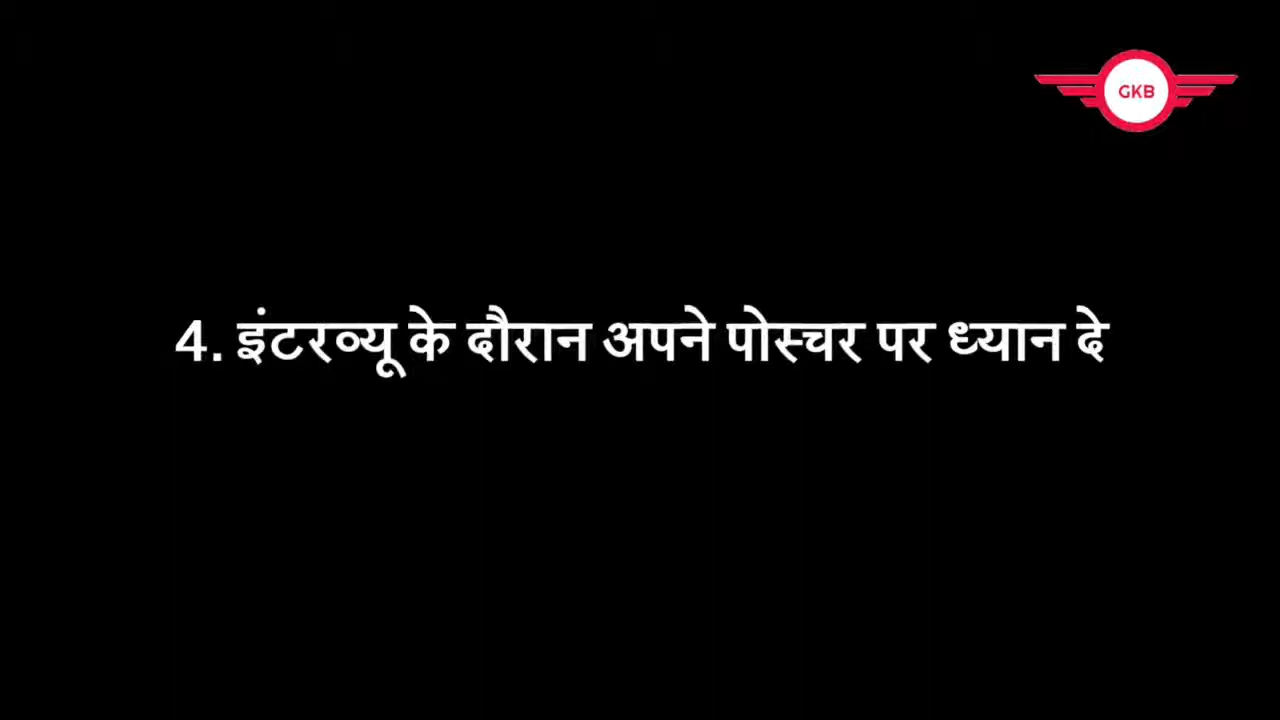 GKB
4. इंटरव्यू के दौरान अपने पोस्चर पर ध्यान दे